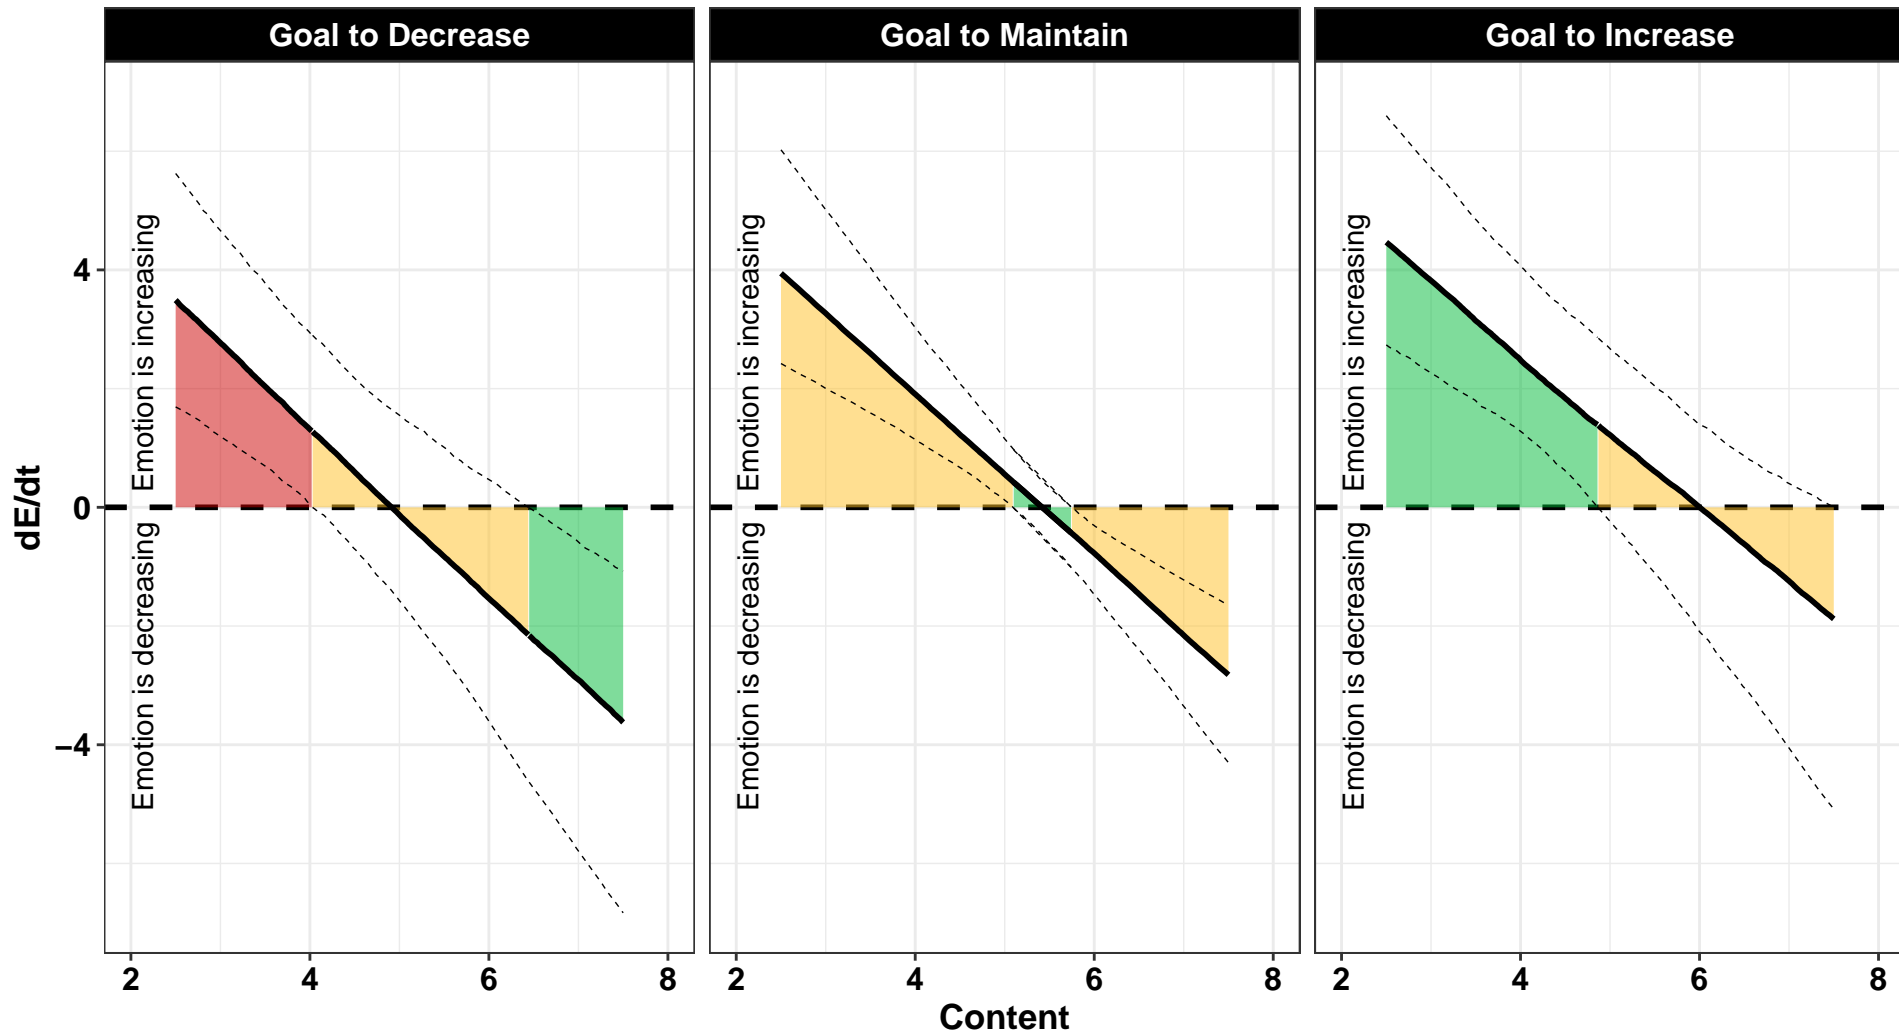 Goal to Decrease
Goal to Maintain
Goal to Increase
dE/dt
4
0
−4
Emotion is increasing
Emotion is decreasing
Emotion is increasing
Emotion is decreasing
Emotion is increasing
Emotion is decreasing
2 4 6 8
2 4 6 8
2 4 6 8
Content